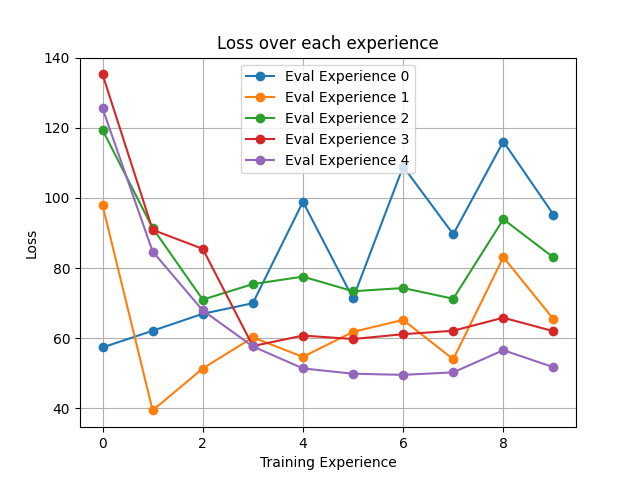 Loss over each experience
140
120
100
80
60
40
Loss
Eval Experience 0
Eval Experience 1
Eval Experience 2
Eval Experience 3
Eval Experience 4
0 2 4 6 8
Training Experience